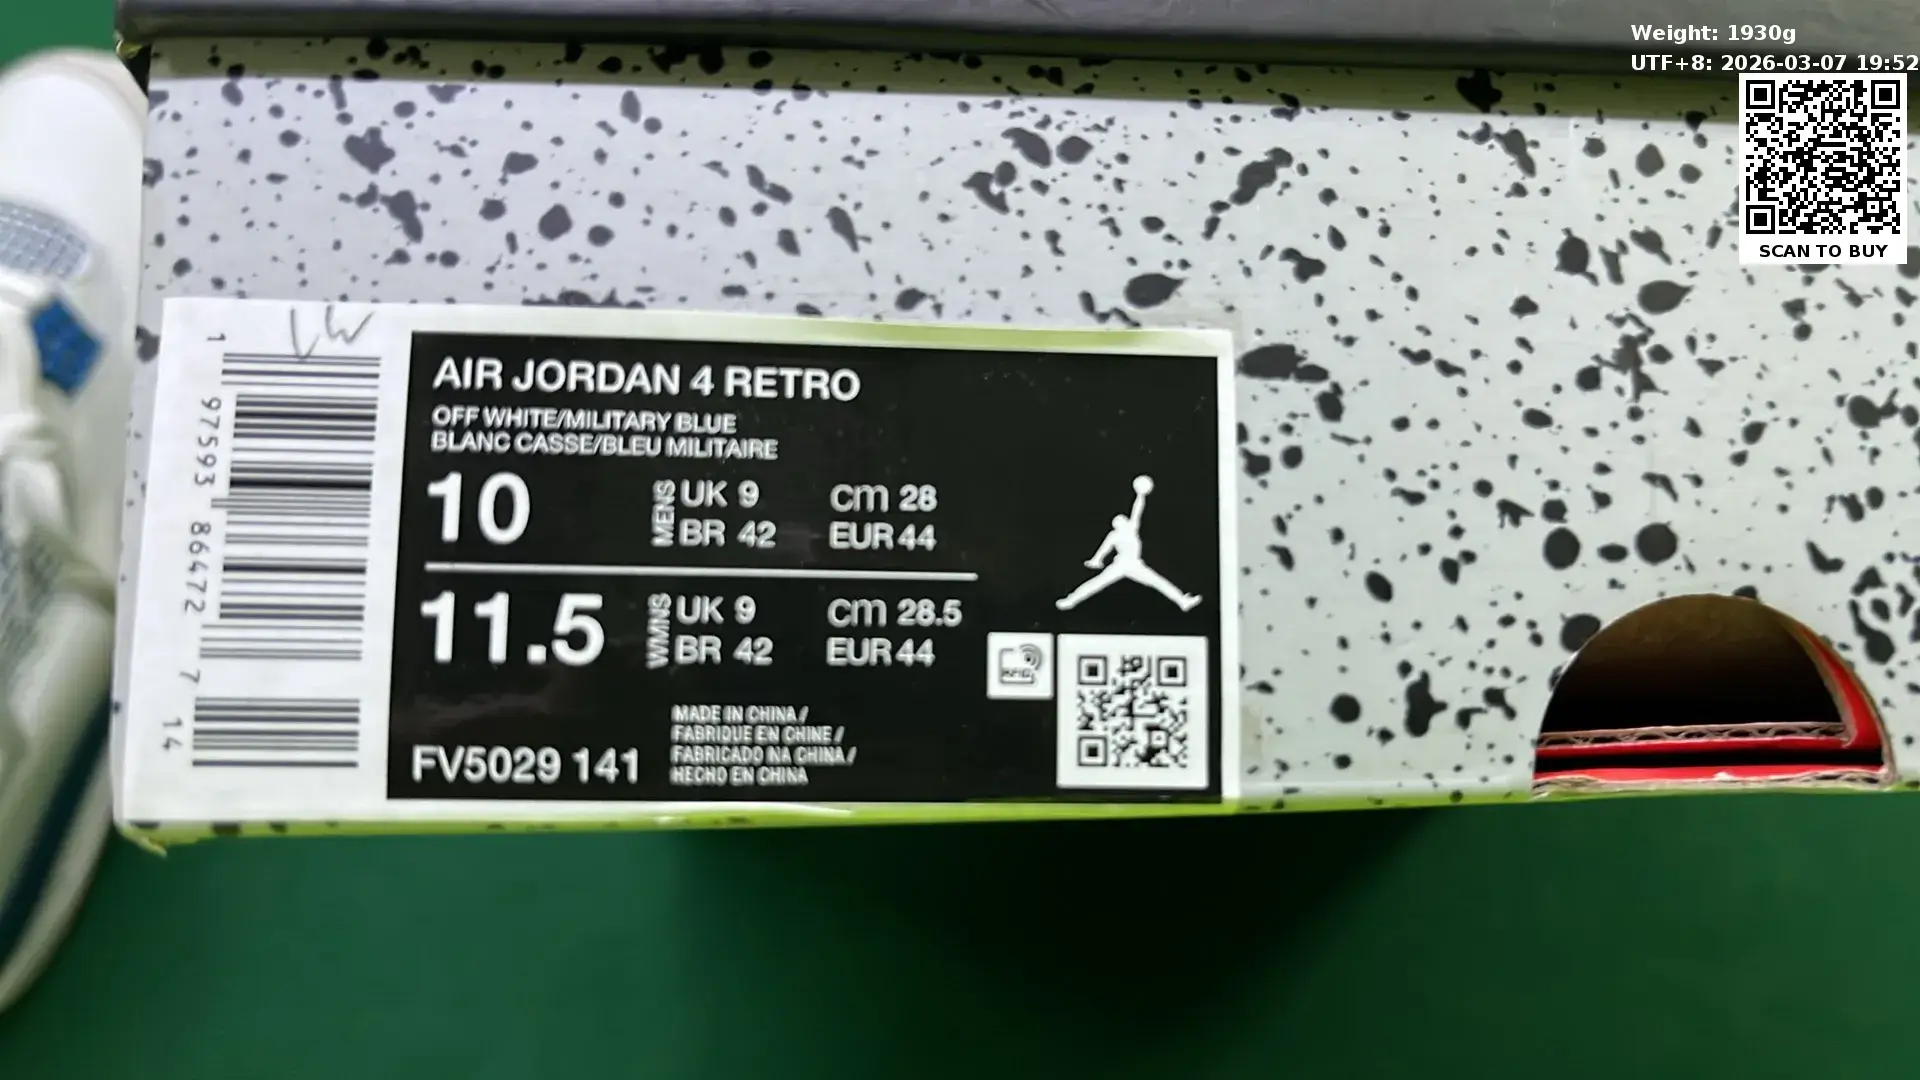 Weight: 1930g
UTF+8: 2026-03-07 19:52
SCAN TO BUY
1 97593 86472 7
14
AIR JORDAN 4 RETRO
OFF WHITE/MILITARY BLUE
BLANC CASSE/BLEU MILITAIRE
10 MENS UK 9 cm 28
BR 42 EUR 44
11.5 WMNS UK 9 cm 28.5
BR 42 EUR 44
FV5029 141
MADE IN CHINA /
FABRIQUE EN CHINE /
FABRICADO NA CHINA /
HECHO EN CHINA